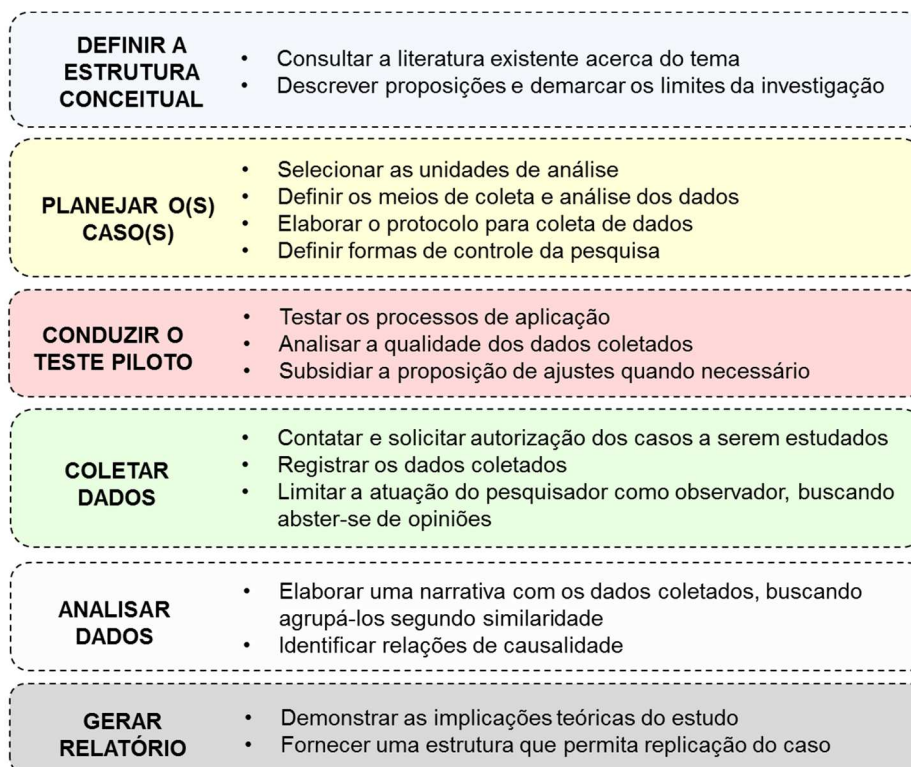 DEFINIR A
ESTRUTURA
CONCEITUAL
• Consultar a literatura existente acerca do tema
• Descrever proposições e demarcar os limites da investigação
PLANEJAR O(S)
CASO(S)
• Selecionar as unidades de análise
• Definir os meios de coleta e análise dos dados
• Elaborar o protocolo para coleta de dados
• Definir formas de controle da pesquisa
CONDUZIR O
TESTE PILOTO
• Testar os processos de aplicação
• Analisar a qualidade dos dados coletados
• Subsidiar a proposição de ajustes quando necessário
COLETAR
DADOS
• Contatar e solicitar autorização dos casos a serem estudados
• Registrar os dados coletados
• Limitar a atuação do pesquisador como observador, buscando
abster-se de opiniões
ANALISAR
DADOS
• Elaborar uma narrativa com os dados coletados, buscando
agrupá-los segundo similaridade
• Identificar relações de causalidade
GERAR
RELATÓRIO
• Demonstrar as implicações teóricas do estudo
• Fornecer uma estrutura que permita replicação do caso